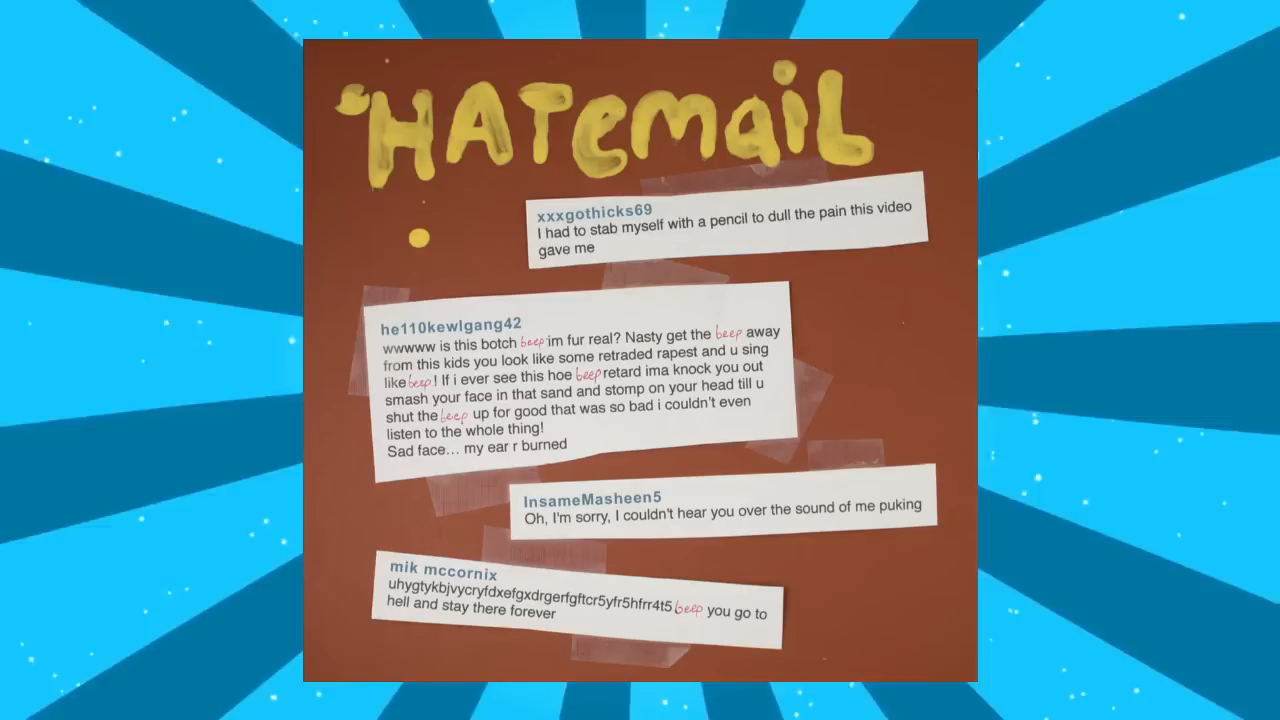 HATEmaiL
xxxgothicks69
I had to stab myself with a pencil to dull the pain this video
gave me
he110kewlgang42
wwwww is this botch beep im fur real? Nasty get the beep away
from this kids you look like some retraded rapest and u sing
like beep! If i ever see this hoe beep retard ima knock you out
smash your face in that sand and stomp on your head till u
shut the beep up for good that was so bad i couldn't even
listen to the whole thing!
Sad face... my ear r burned
InsameMasheen5
Oh, I'm sorry, I couldn't hear you over the sound of me puking
mik mccornix
uhygtykbjvycryfdxefgxdrgerfgftcr5yfr5hfrr4t5 beep you go to
hell and stay there forever